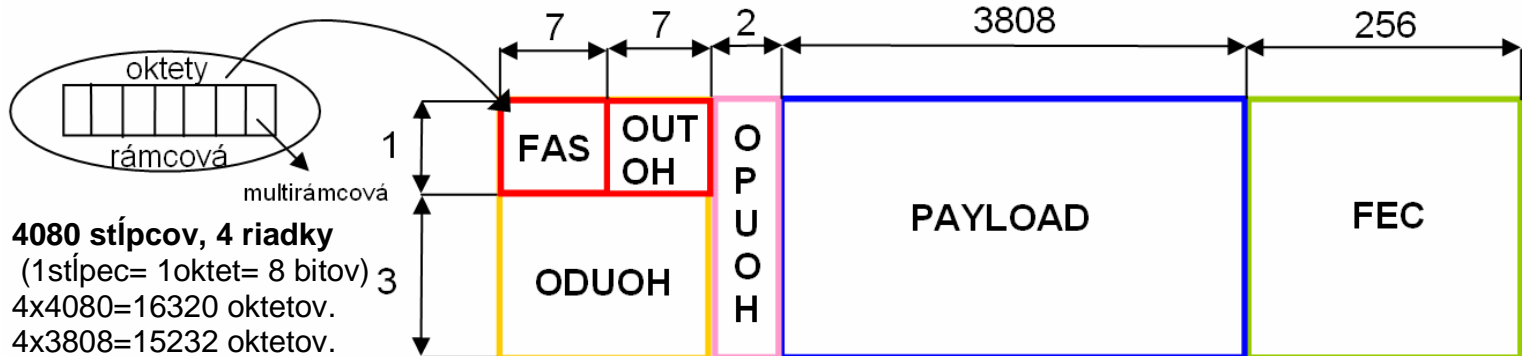 7 7 2 3808 256
oktety
rámcová
multirámcová
1
FAS
OUT
OH
OPUOH
PAYLOAD
FEC
3
ODUOH
4080 stĺpcov, 4 riadky
(1stĺpec= 1oktet= 8 bitov)
4x4080=16320 oktetov.
4x3808=15232 oktetov.